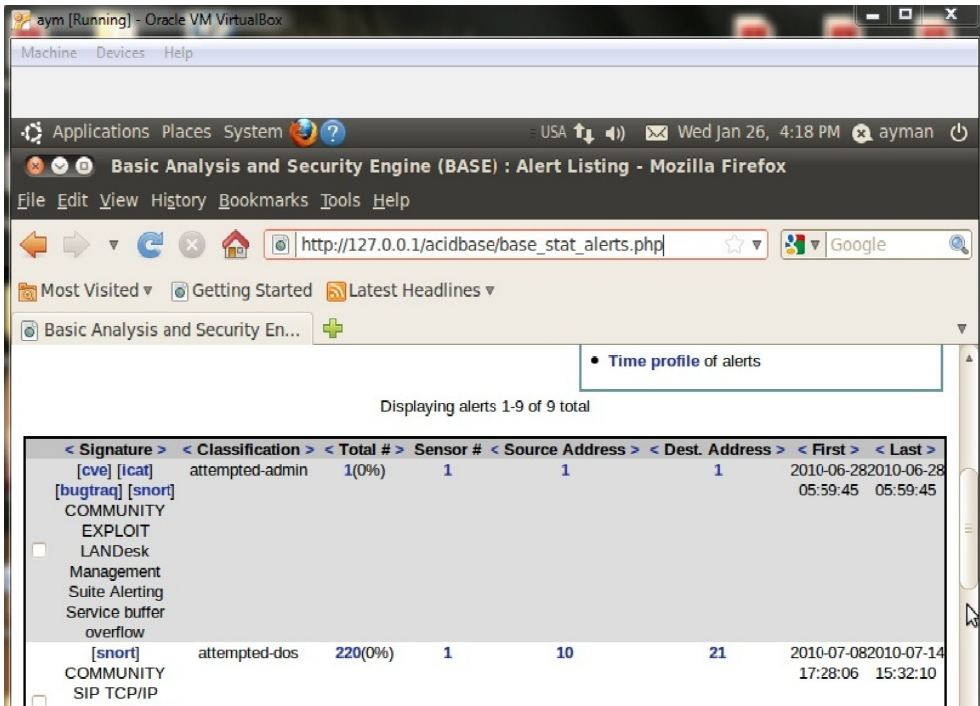 aym [Running] - Oracle VM VirtualBox
Machine Devices Help
Applications Places System USA Wed Jan 26, 4:18 PM ayman
Basic Analysis and Security Engine (BASE) : Alert Listing - Mozilla Firefox
File Edit View History Bookmarks Tools Help
http://127.0.0.1/acidbase/base_stat_alerts.php Google
Most Visited Getting Started Latest Headlines
Basic Analysis and Security En...
• Time profile of alerts
Displaying alerts 1-9 of 9 total
< Signature > < Classification > < Total # > Sensor # < Source Address > < Dest. Address > < First > < Last >
[cve] [icat] attempted-admin 1(0%) 1 1 1 2010-06-28 2010-06-28
[bugtraq] [snort] 05:59:45 05:59:45
COMMUNITY
EXPLOIT
LANDesk
Management
Suite Alerting
Service buffer
overflow
[snort] attempted-dos 220(0%) 1 10 21 2010-07-08 2010-07-14
COMMUNITY 17:28:06 15:32:10
SIP TCP/IP